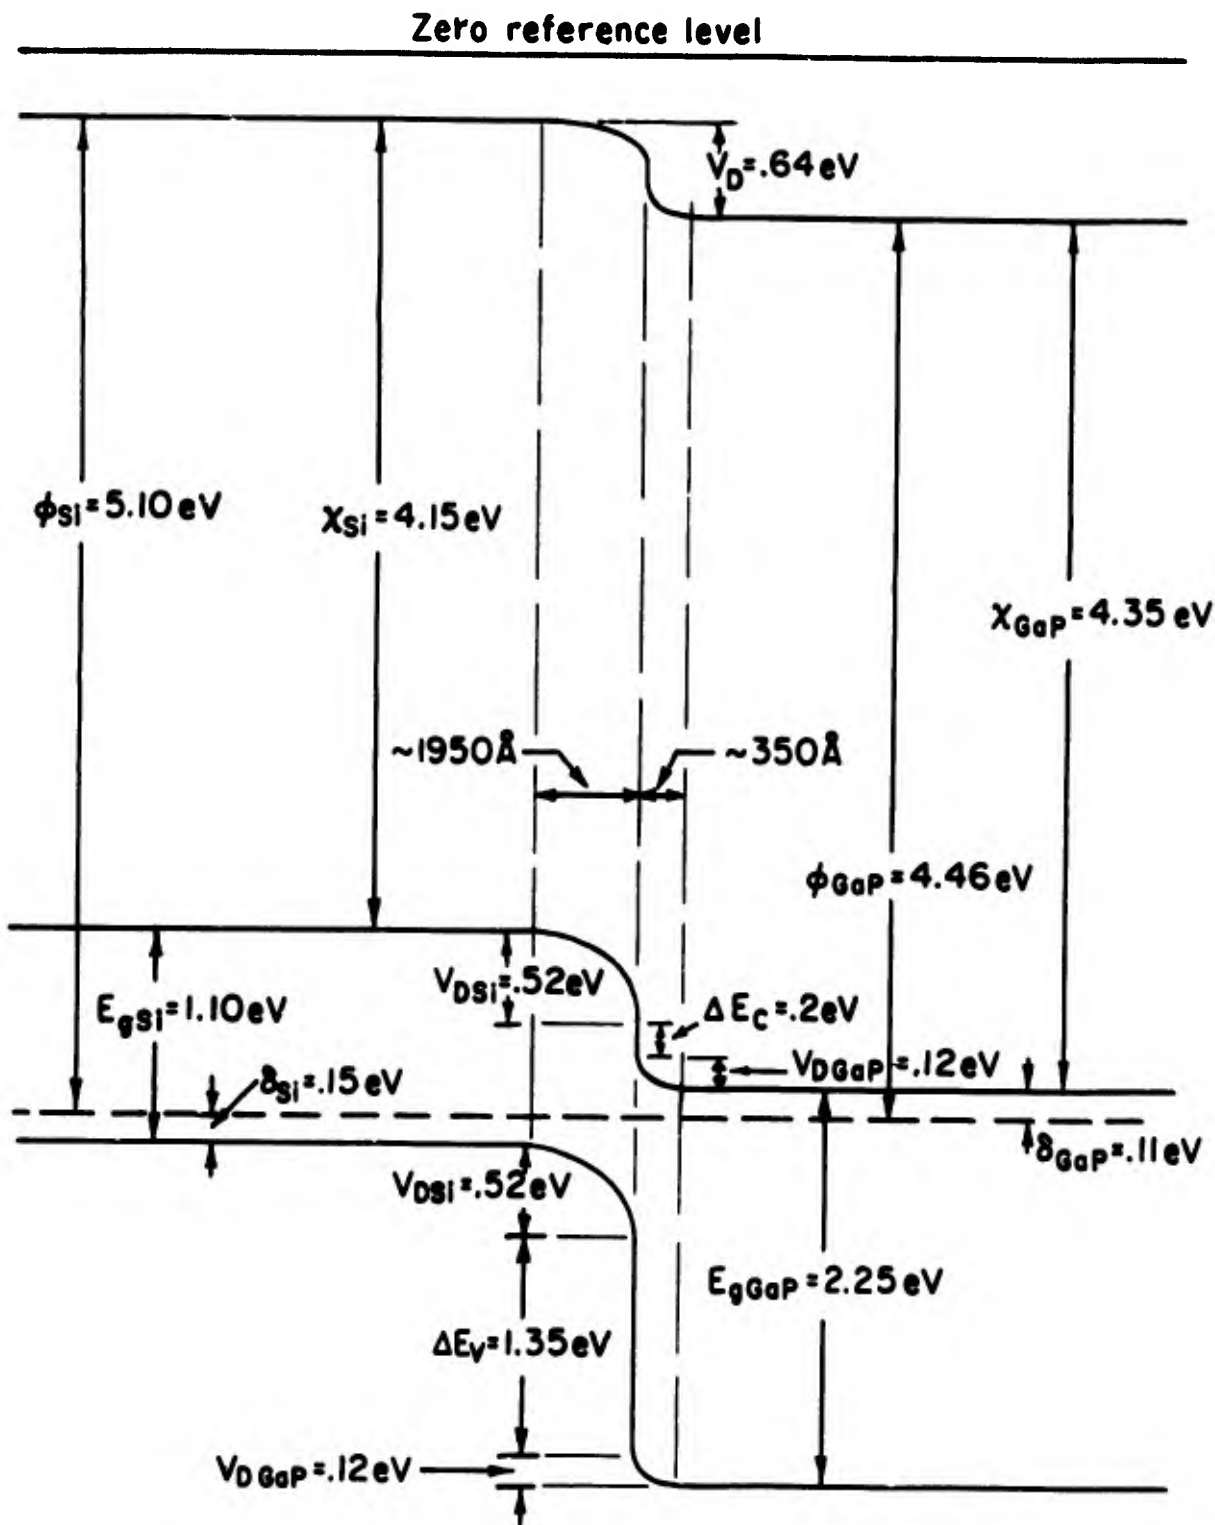 Zero reference level
V_D=.64eV
ϕ_Si=5.10eV
χ_Si=4.15eV
χ_GaP=4.35eV
~1950Å
~350Å
ϕ_GaP=4.46eV
V_DSi=.52eV
ΔE_C=.2eV
E_gSi=1.10eV
V_DGaP=.12eV
δ_Si=.15eV
δ_GaP=.11eV
V_DSi=.52eV
E_gGaP=2.25eV
ΔE_V=1.35eV
V_DGaP=.12eV